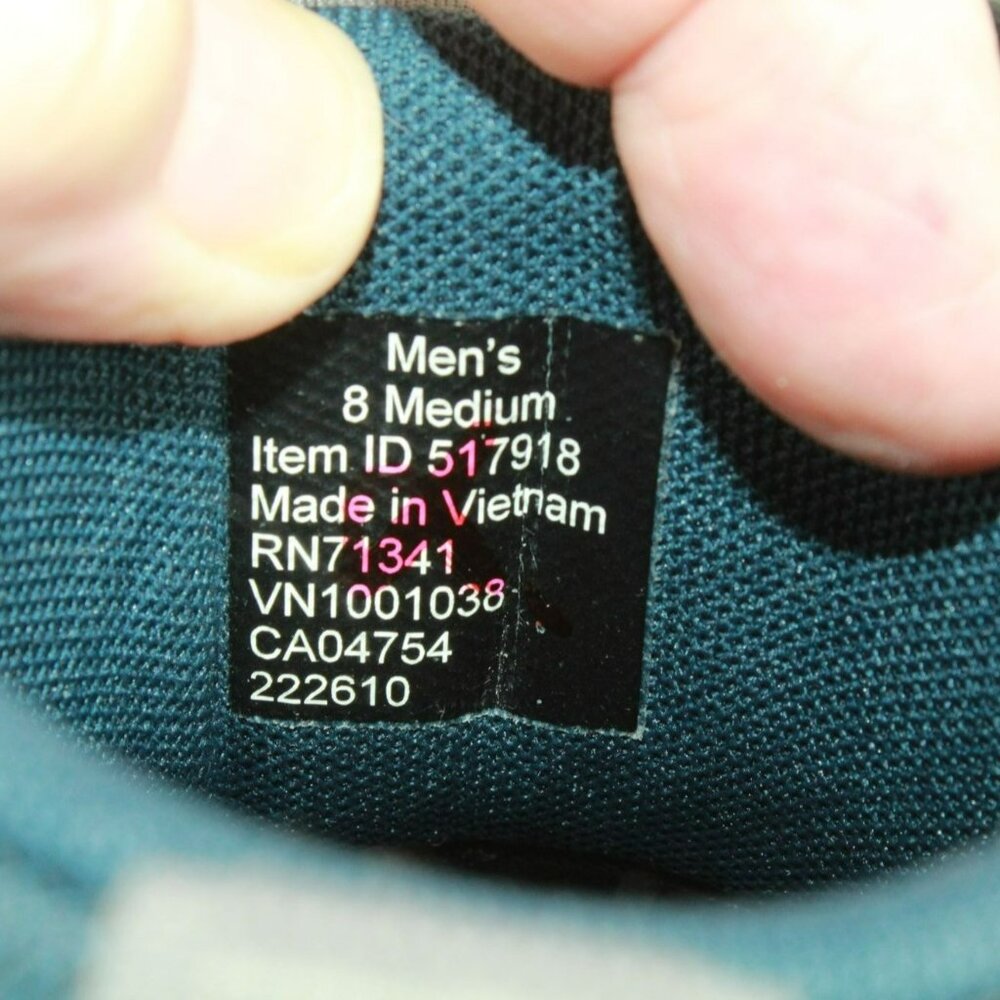 Men's
8 Medium
Item ID 517918
Made in Vietnam
RN71341
VN1001038
CA04754
222610